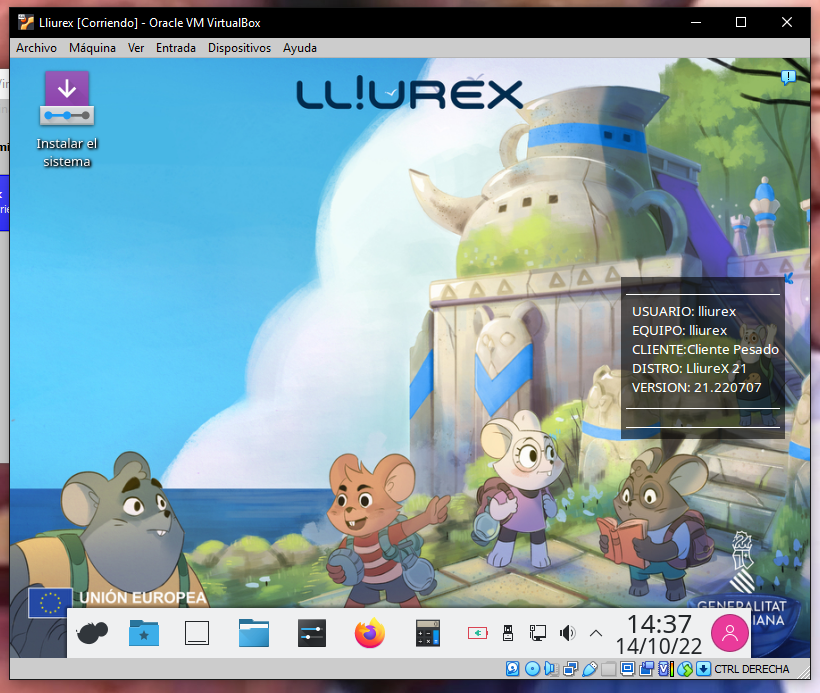 Lliurex [Corriendo] - Oracle VM VirtualBox
Archivo Máquina Ver Entrada Dispositivos Ayuda
LL!UREX
Instalar el
sistema
USUARIO: lliurex
EQUIPO: lliurex
CLIENTE:Cliente Pesado
DISTRO: LliureX 21
VERSION: 21.220707
UNIÓN EUROPEA
GENERALITAT
14:37
14/10/22
CTRL DERECHA